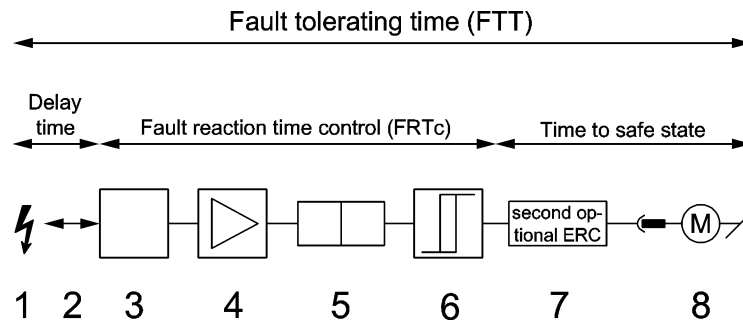 Fault tolerating time (FTT)
Delay
time
Fault reaction time control (FRTc)
Time to safe state
second op-
tional ERC
M
1 2 3 4 5 6 7 8